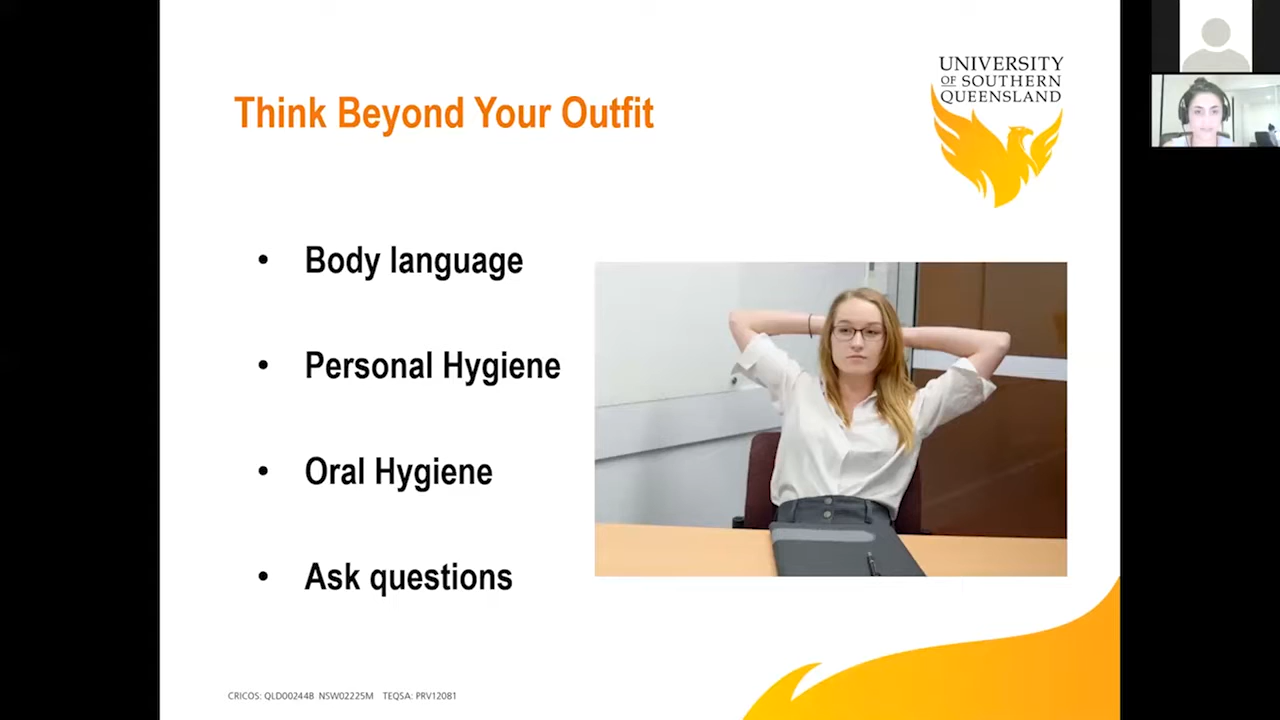 UNIVERSITY
OF SOUTHERN
QUEENSLAND
Think Beyond Your Outfit
• Body language
• Personal Hygiene
• Oral Hygiene
• Ask questions
CRICOS: QLD00244B NSW02225M TEQSA: PRV12081